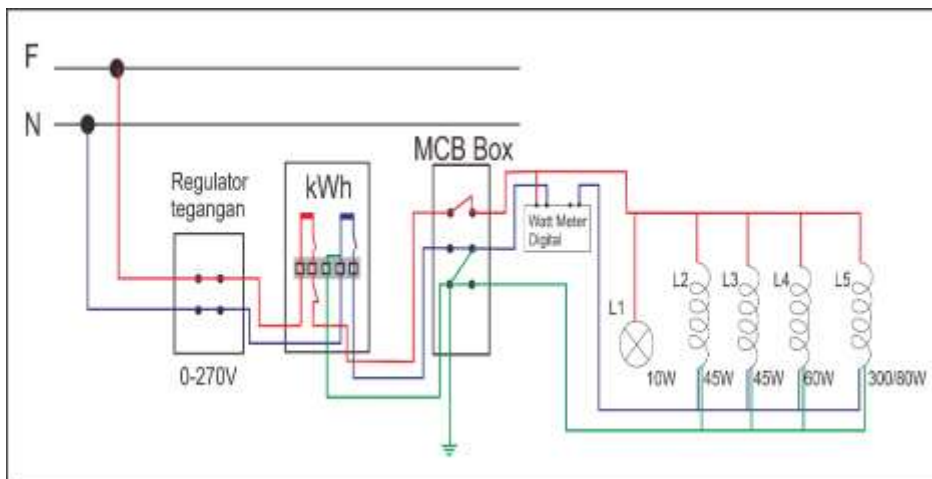 F
N
MCB Box
Regulator
tegangan
kWh
Watt Meter
Digital
L1
L2
L3
L4
L5
10W
45W
45W
60W
300/80W
0-270V